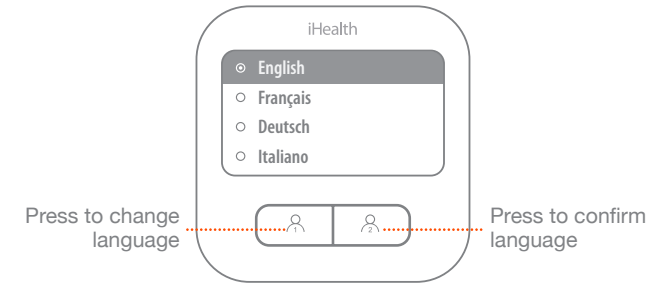 iHealth
English
Français
Deutsch
Italiano
Press to change
language
1
2
Press to confirm
language